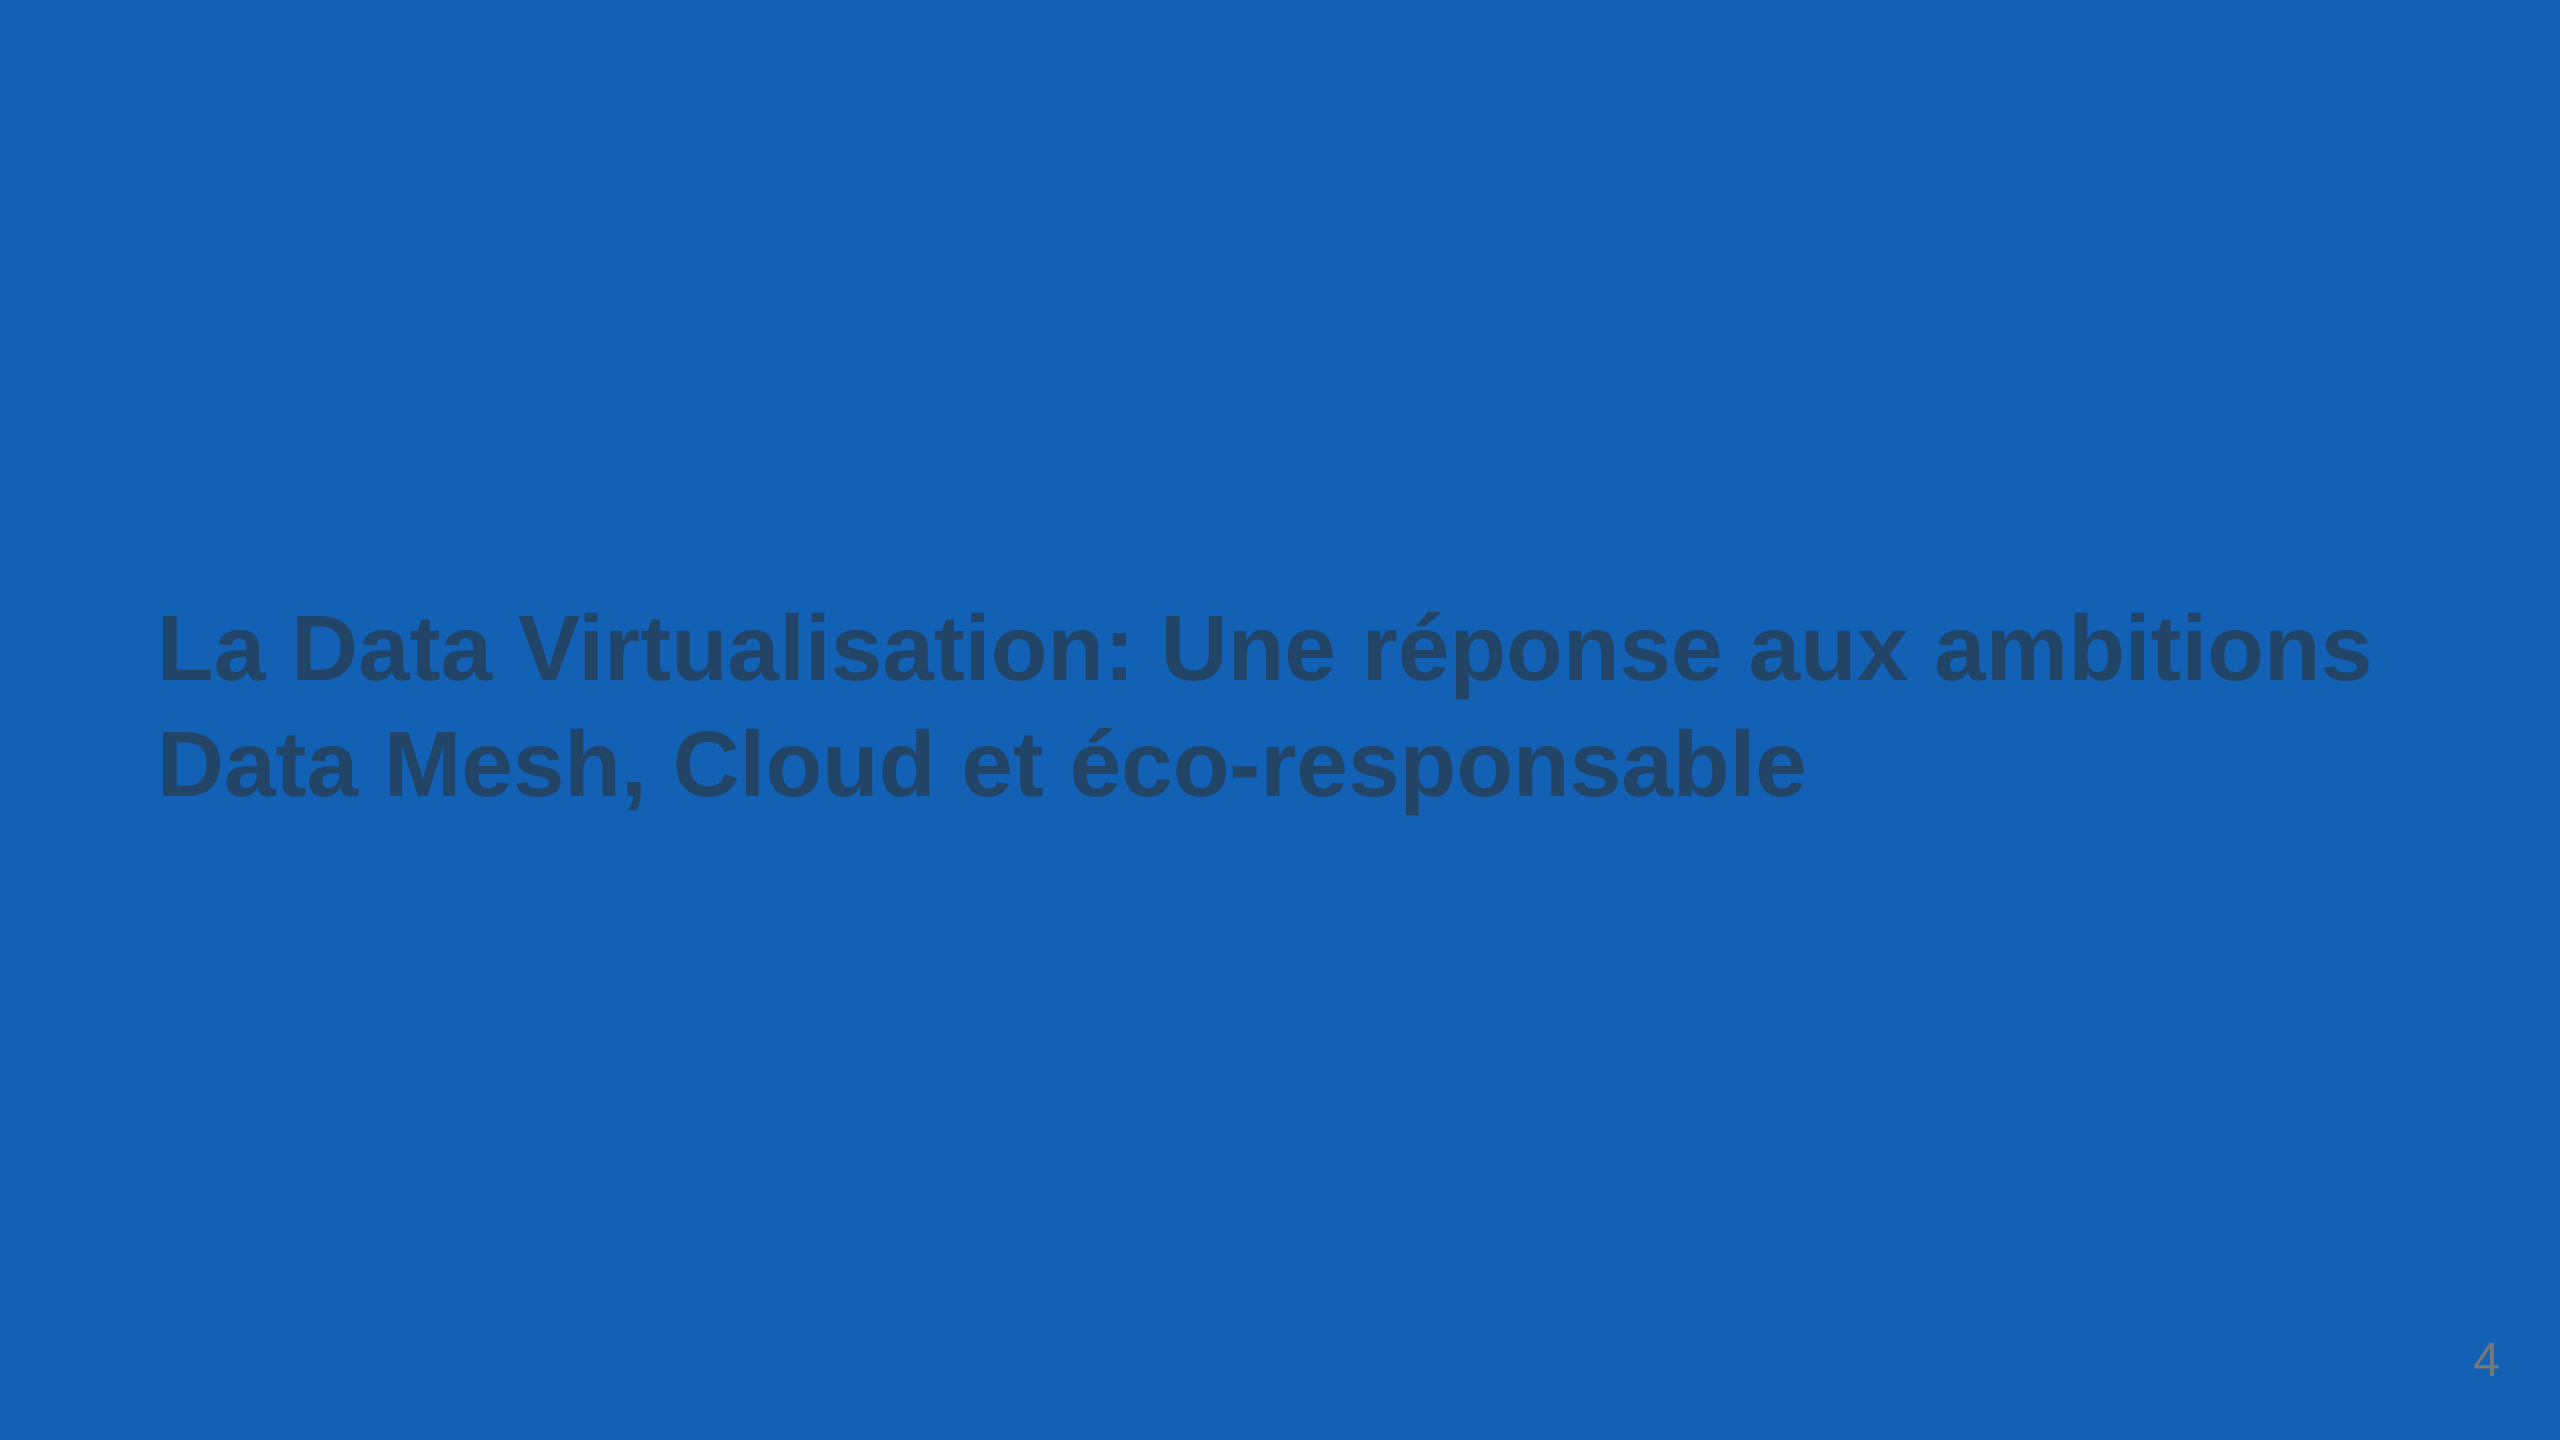 La Data Virtualisation: Une réponse aux ambitions
Data Mesh, Cloud et éco-responsable
4